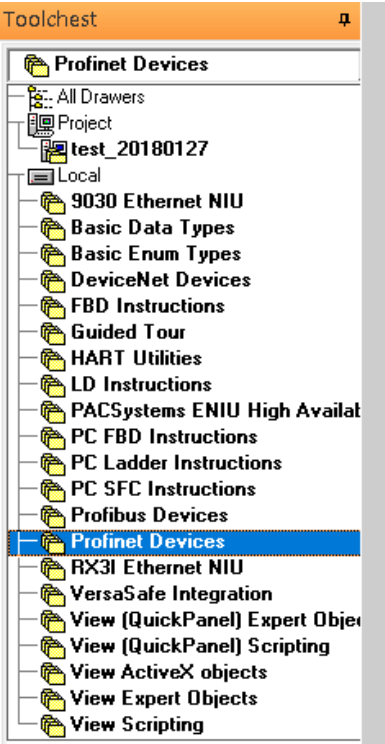 Toolchest
Profinet Devices
All Drawers
Project
test_20180127
Local
9030 Ethernet NIU
Basic Data Types
Basic Enum Types
DeviceNet Devices
FBD Instructions
Guided Tour
HART Utilities
LD Instructions
PACSystems ENIU High Availab
PC FBD Instructions
PC Ladder Instructions
PC SFC Instructions
Profibus Devices
Profinet Devices
RX3I Ethernet NIU
VersaSafe Integration
View (QuickPanel) Expert Objec
View (QuickPanel) Scripting
View ActiveX objects
View Expert Objects
View Scripting